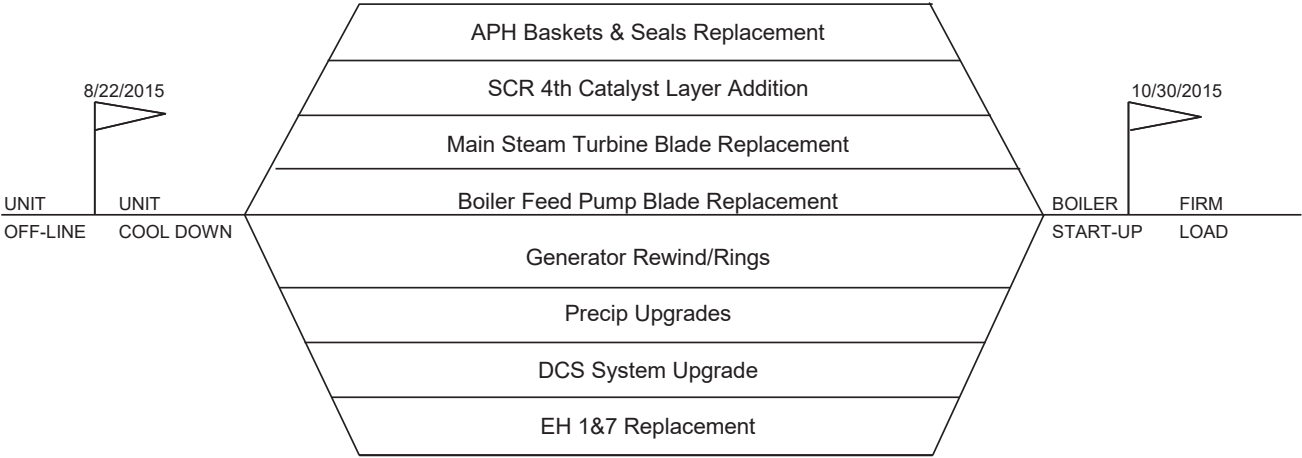 APH Baskets & Seals Replacement
SCR 4th Catalyst Layer Addition
8/22/2015
10/30/2015
Main Steam Turbine Blade Replacement
UNIT
UNIT
Boiler Feed Pump Blade Replacement
BOILER
FIRM
OFF-LINE
COOL DOWN
START-UP
LOAD
Generator Rewind/Rings
Precip Upgrades
DCS System Upgrade
EH 1&7 Replacement